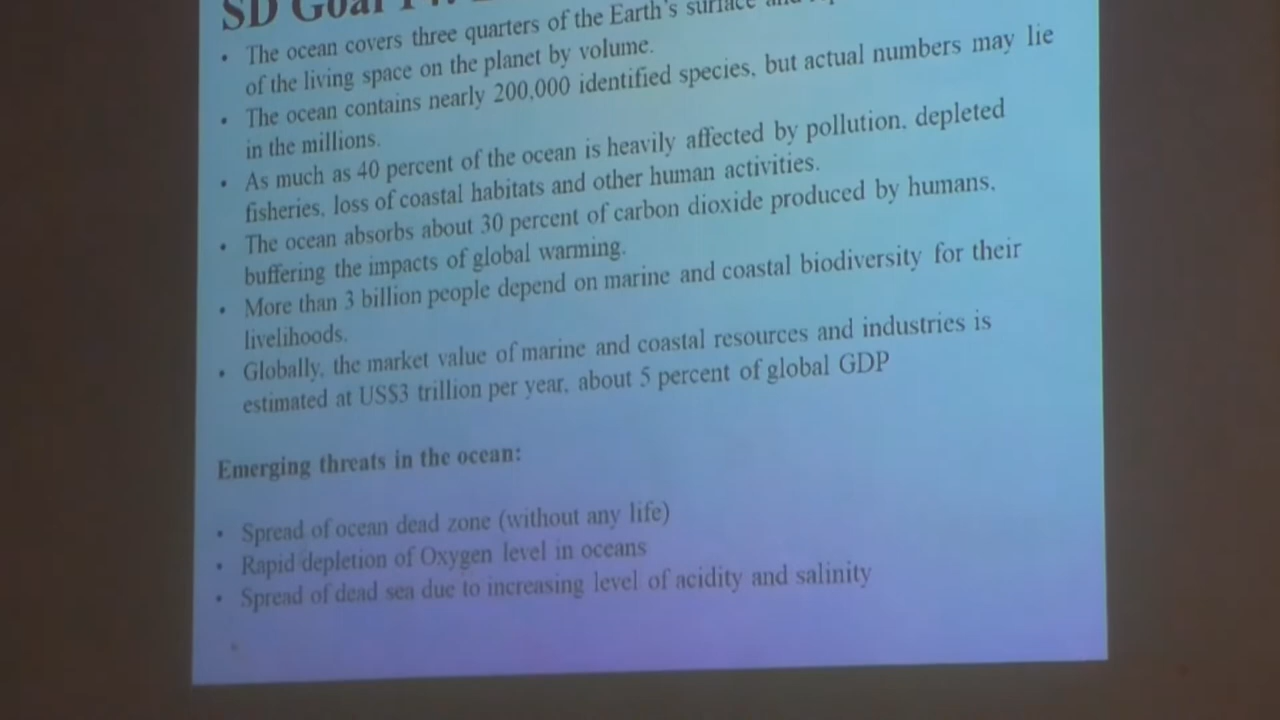 SD Goal
• The ocean covers three quarters of the Earth's surface and
of the living space on the planet by volume.
• The ocean contains nearly 200,000 identified species, but actual numbers may lie
in the millions.
• As much as 40 percent of the ocean is heavily affected by pollution, depleted
fisheries, loss of coastal habitats and other human activities.
• The ocean absorbs about 30 percent of carbon dioxide produced by humans,
buffering the impacts of global warming.
• More than 3 billion people depend on marine and coastal biodiversity for their
livelihoods.
• Globally, the market value of marine and coastal resources and industries is
estimated at US$3 trillion per year, about 5 percent of global GDP
Emerging threats in the ocean:
• Spread of ocean dead zone (without any life)
• Rapid depletion of Oxygen level in oceans
• Spread of dead sea due to increasing level of acidity and salinity